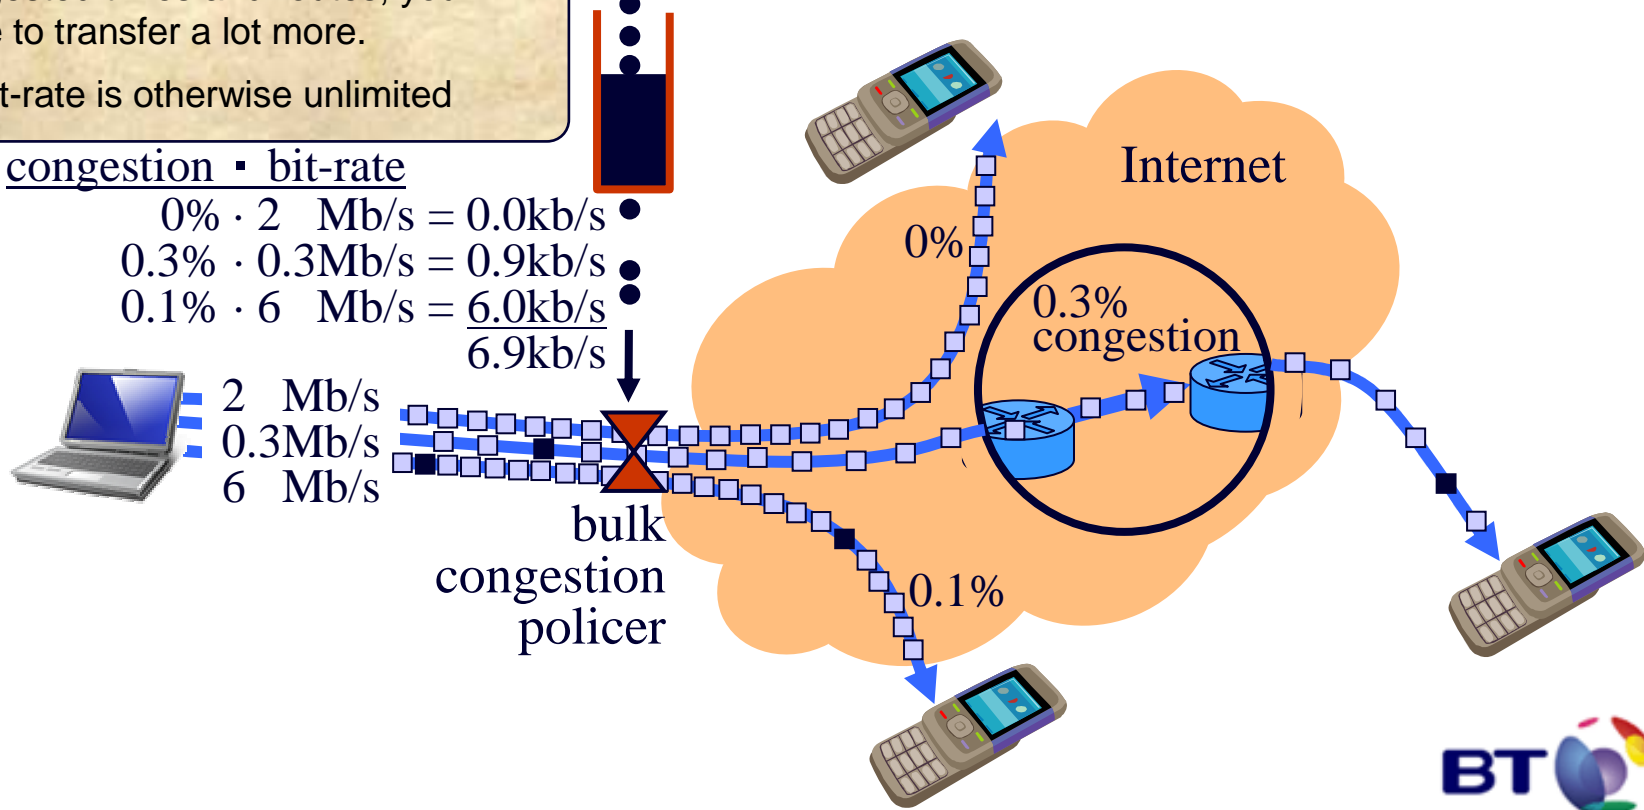 to transfer a lot more.
t-rate is otherwise unlimited
congestion · bit-rate
0% · 2 Mb/s = 0.0kb/s
0.3% · 0.3Mb/s = 0.9kb/s
0.1% · 6 Mb/s = 6.0kb/s
6.9kb/s
2 Mb/s
0.3Mb/s
6 Mb/s
bulk
congestion
policer
Internet
0%
0.3%
congestion
0.1%
BT